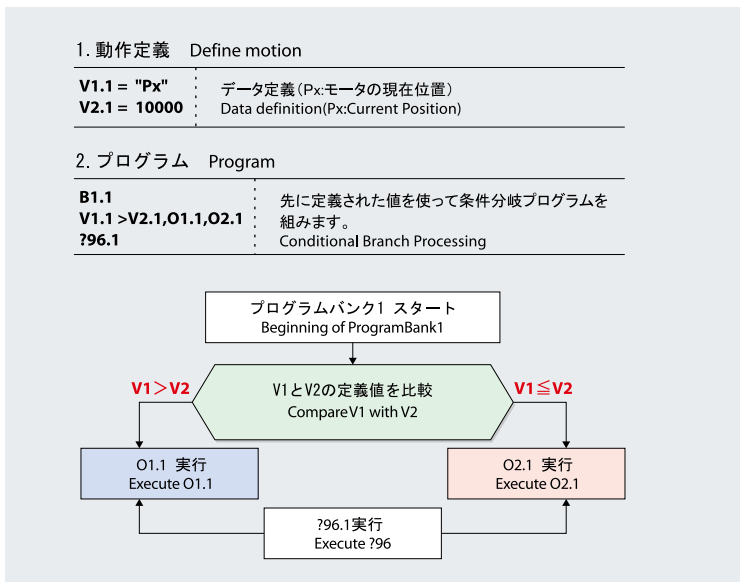 1. 動作定義 Define motion
V1.1 = "Px"
V2.1 = 10000
データ定義(Px:モータの現在位置)
Data definition(Px:Current Position)
2. プログラム Program
B1.1
V1.1 >V2.1,O1.1,O2.1
?96.1
先に定義された値を使って条件分岐プログラムを
組みます。
Conditional Branch Processing
プログラムバンク1 スタート
Beginning of ProgramBank1
V1>V2
V1とV2の定義値を比較
CompareV1 with V2
V1≦V2
O1.1 実行
Execute O1.1
O2.1 実行
Execute O2.1
?96.1実行
Execute ?96